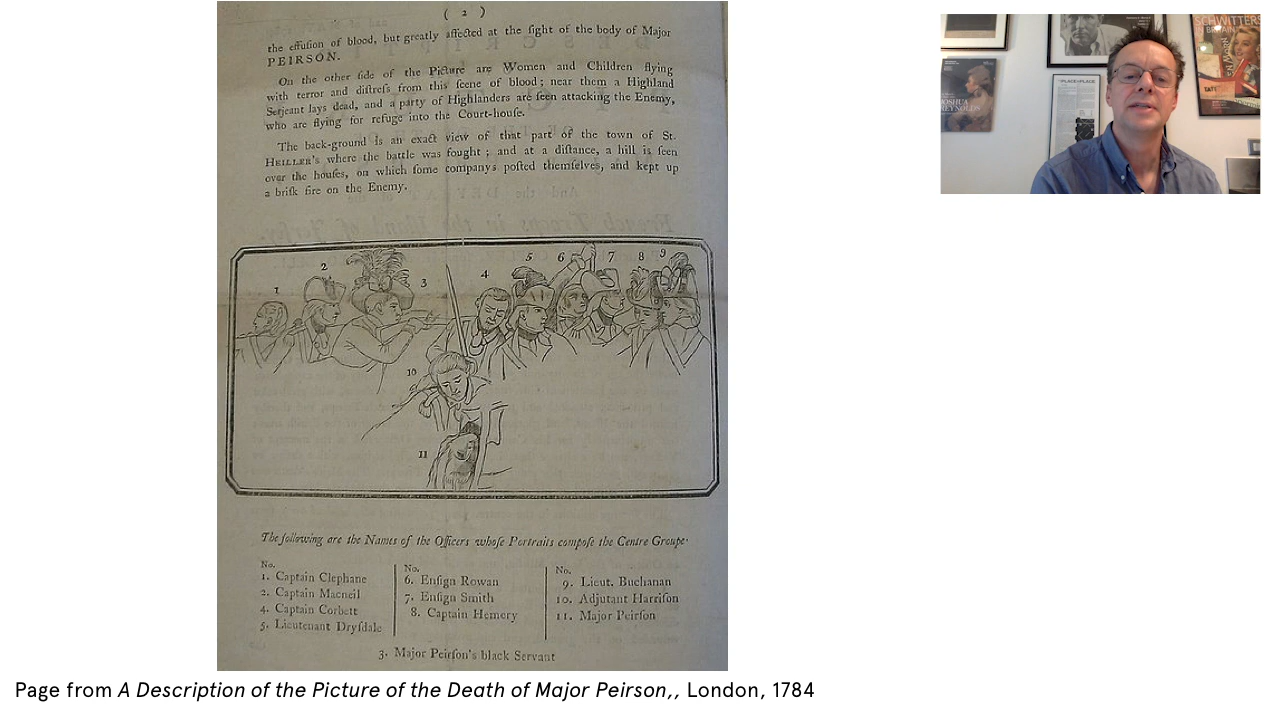 ( 2 )
the effuſion of blood, but greatly affected at the ſight of the body of Major
PEIRSON.
On the other ſide of the Picture are Women and Children flying
with terror and diſtreſs from this ſcene of blood; near them a Highland
Serjeant lays dead, and a party of Highlanders are ſeen attacking the Enemy,
who are flying for refuge into the Court-houſe.
The back-ground is an exact view of that part of the town of St.
HEILLER's where the battle was fought; and at a diſtance, a hill is ſeen
over the houſes, on which ſome companys poſted themſelves, and kept up
a briſk fire on the Enemy.
1
2
3
4
5
6
7
8
9
10
11
The following are the Names of the Officers whoſe Portraits compoſe the Centre Groupe.
No.
1. Captain Clephane
2. Captain Macneil
4. Captain Corbett
5. Lieutenant Dryſdale
No.
6. Enſign Rowan
7. Enſign Smith
8. Captain Hemery
No.
9. Lieut. Buchanan
10. Adjutant Harriſon
11. Major Peirſon
3. Major Peirſon's black Servant
SCHWITTERS
IN BRITAIN
JOSHUA
REYNOLDS
PLACE PLACE
TATE
Page from A Description of the Picture of the Death of Major Peirson,, London, 1784